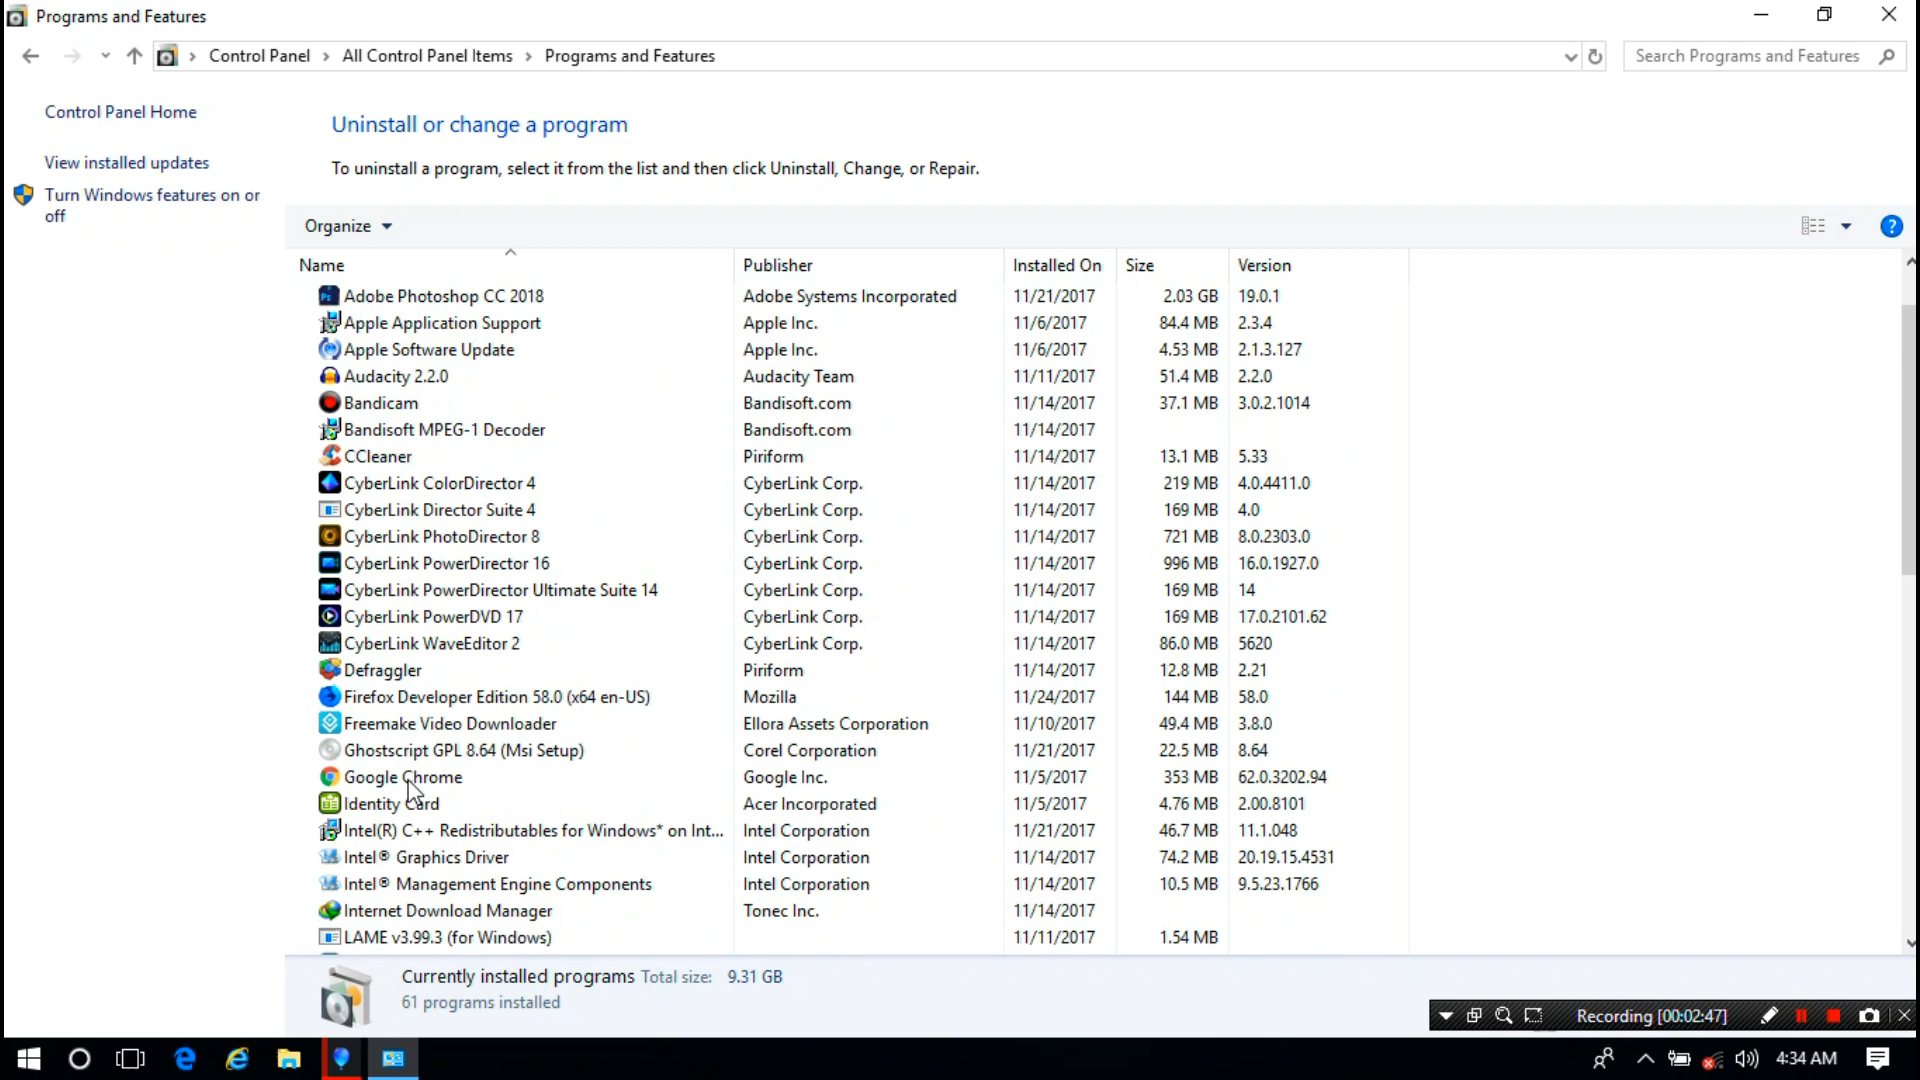 Programs and Features
Control Panel > All Control Panel Items > Programs and Features
Search Programs and Features
Control Panel Home
View installed updates
Turn Windows features on or
off
Uninstall or change a program
To uninstall a program, select it from the list and then click Uninstall, Change, or Repair.
Organize
Name Publisher Installed On Size Version
Adobe Photoshop CC 2018 Adobe Systems Incorporated 11/21/2017 2.03 GB 19.0.1
Apple Application Support Apple Inc. 11/6/2017 84.4 MB 2.3.4
Apple Software Update Apple Inc. 11/6/2017 4.53 MB 2.1.3.127
Audacity 2.2.0 Audacity Team 11/11/2017 51.4 MB 2.2.0
Bandicam Bandisoft.com 11/14/2017 37.1 MB 3.0.2.1014
Bandisoft MPEG-1 Decoder Bandisoft.com 11/14/2017
CCleaner Piriform 11/14/2017 13.1 MB 5.33
CyberLink ColorDirector 4 CyberLink Corp. 11/14/2017 219 MB 4.0.4411.0
CyberLink Director Suite 4 CyberLink Corp. 11/14/2017 169 MB 4.0
CyberLink PhotoDirector 8 CyberLink Corp. 11/14/2017 721 MB 8.0.2303.0
CyberLink PowerDirector 16 CyberLink Corp. 11/14/2017 996 MB 16.0.1927.0
CyberLink PowerDirector Ultimate Suite 14 CyberLink Corp. 11/14/2017 169 MB 14
CyberLink PowerDVD 17 CyberLink Corp. 11/14/2017 169 MB 17.0.2101.62
CyberLink WaveEditor 2 CyberLink Corp. 11/14/2017 86.0 MB 5620
Defraggler Piriform 11/14/2017 12.8 MB 2.21
Firefox Developer Edition 58.0 (x64 en-US) Mozilla 11/24/2017 144 MB 58.0
Freemake Video Downloader Ellora Assets Corporation 11/10/2017 49.4 MB 3.8.0
Ghostscript GPL 8.64 (Msi Setup) Corel Corporation 11/21/2017 22.5 MB 8.64
Google Chrome Google Inc. 11/5/2017 353 MB 62.0.3202.94
Identity Card Acer Incorporated 11/5/2017 4.76 MB 2.00.8101
Intel(R) C++ Redistributables for Windows* on Int... Intel Corporation 11/21/2017 46.7 MB 11.1.048
Intel® Graphics Driver Intel Corporation 11/14/2017 74.2 MB 20.19.15.4531
Intel® Management Engine Components Intel Corporation 11/14/2017 10.5 MB 9.5.23.1766
Internet Download Manager Tonec Inc. 11/14/2017
LAME v3.99.3 (for Windows) 11/11/2017 1.54 MB
Currently installed programs Total size: 9.31 GB
61 programs installed
Recording [00:02:47]
4:34 AM